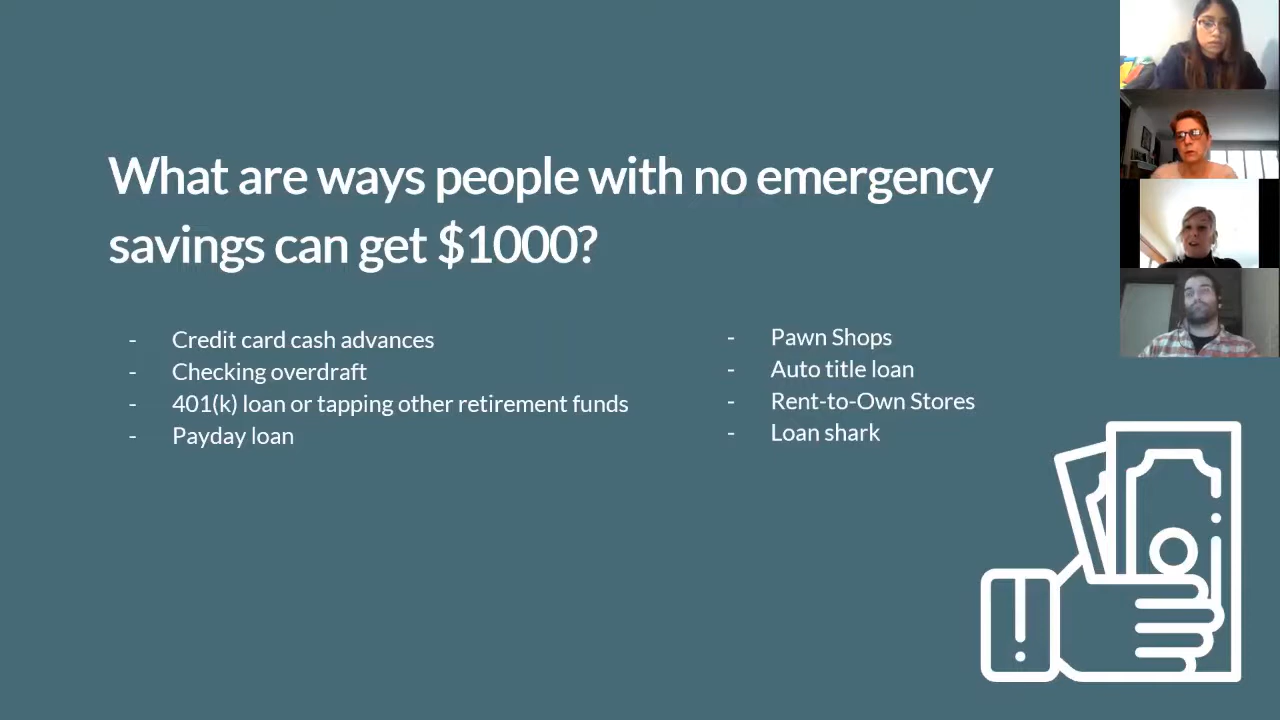 What are ways people with no emergency
savings can get $1000?
- Credit card cash advances
- Checking overdraft
- 401(k) loan or tapping other retirement funds
- Payday loan
- Pawn Shops
- Auto title loan
- Rent-to-Own Stores
- Loan shark